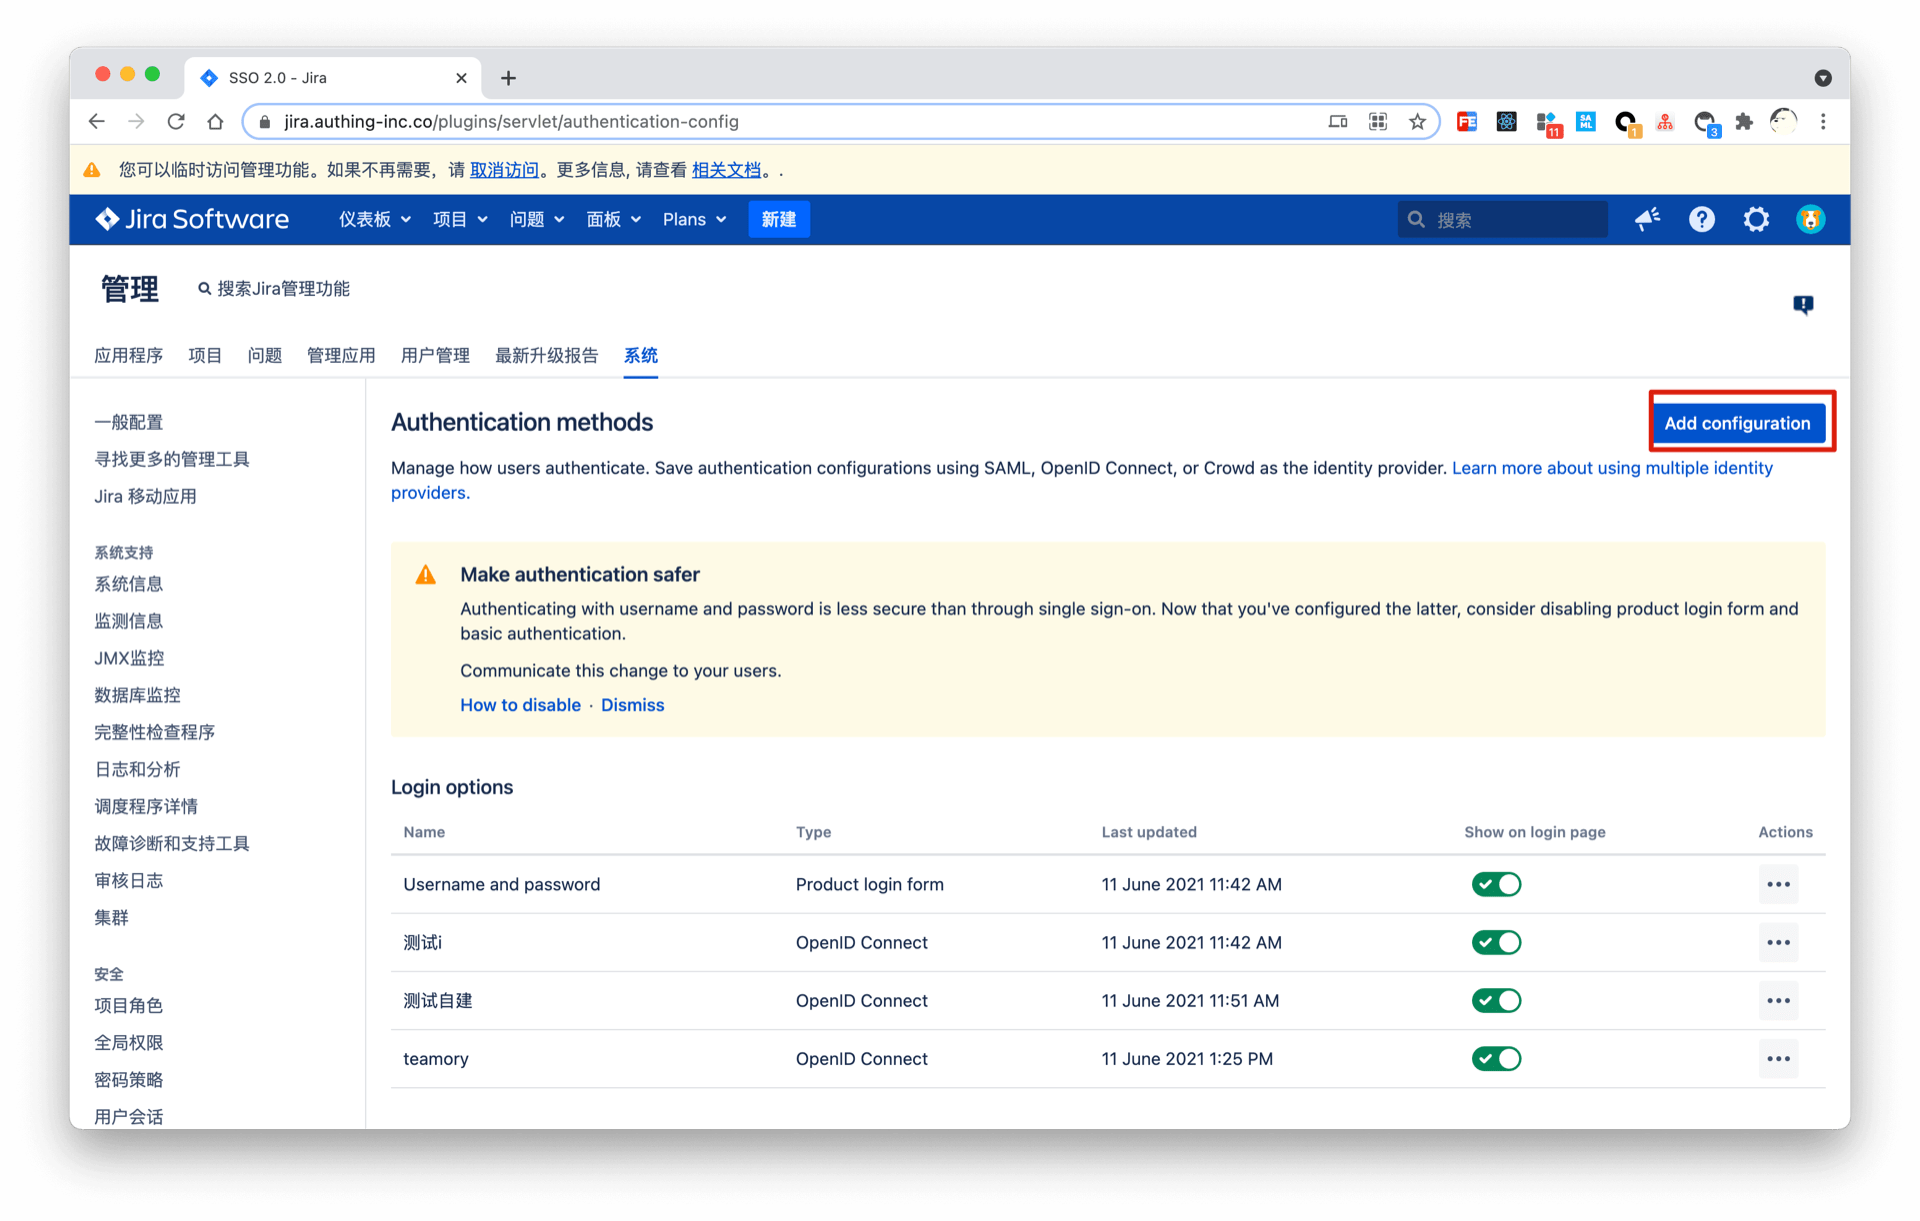 SSO 2.0 - Jira
jira.authing-inc.co/plugins/servlet/authentication-config
FE
11
SA
ML
1
3
您可以临时访问管理功能。如果不再需要，请 取消访问。更多信息, 请查看 相关文档。.
Jira Software
仪表板
项目
问题
面板
Plans
新建
搜索
管理
搜索Jira管理功能
应用程序
项目
问题
管理应用
用户管理
最新升级报告
系统
一般配置
寻找更多的管理工具
Jira 移动应用
系统支持
系统信息
监测信息
JMX监控
数据库监控
完整性检查程序
日志和分析
调度程序详情
故障诊断和支持工具
审核日志
集群
安全
项目角色
全局权限
密码策略
用户会话
Authentication methods
Add configuration
Manage how users authenticate. Save authentication configurations using SAML, OpenID Connect, or Crowd as the identity provider. Learn more about using multiple identity
providers.
Make authentication safer
Authenticating with username and password is less secure than through single sign-on. Now that you've configured the latter, consider disabling product login form and
basic authentication.
Communicate this change to your users.
How to disable · Dismiss
Login options
Name Type Last updated Show on login page Actions
Username and password Product login form 11 June 2021 11:42 AM
测试i OpenID Connect 11 June 2021 11:42 AM
测试自建 OpenID Connect 11 June 2021 11:51 AM
teamory OpenID Connect 11 June 2021 1:25 PM